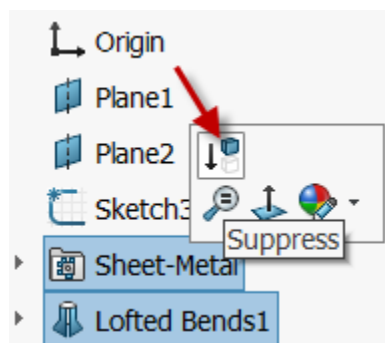 Origin
Plane1
Plane2
Sketch3
Suppress
Sheet-Metal
Lofted Bends1